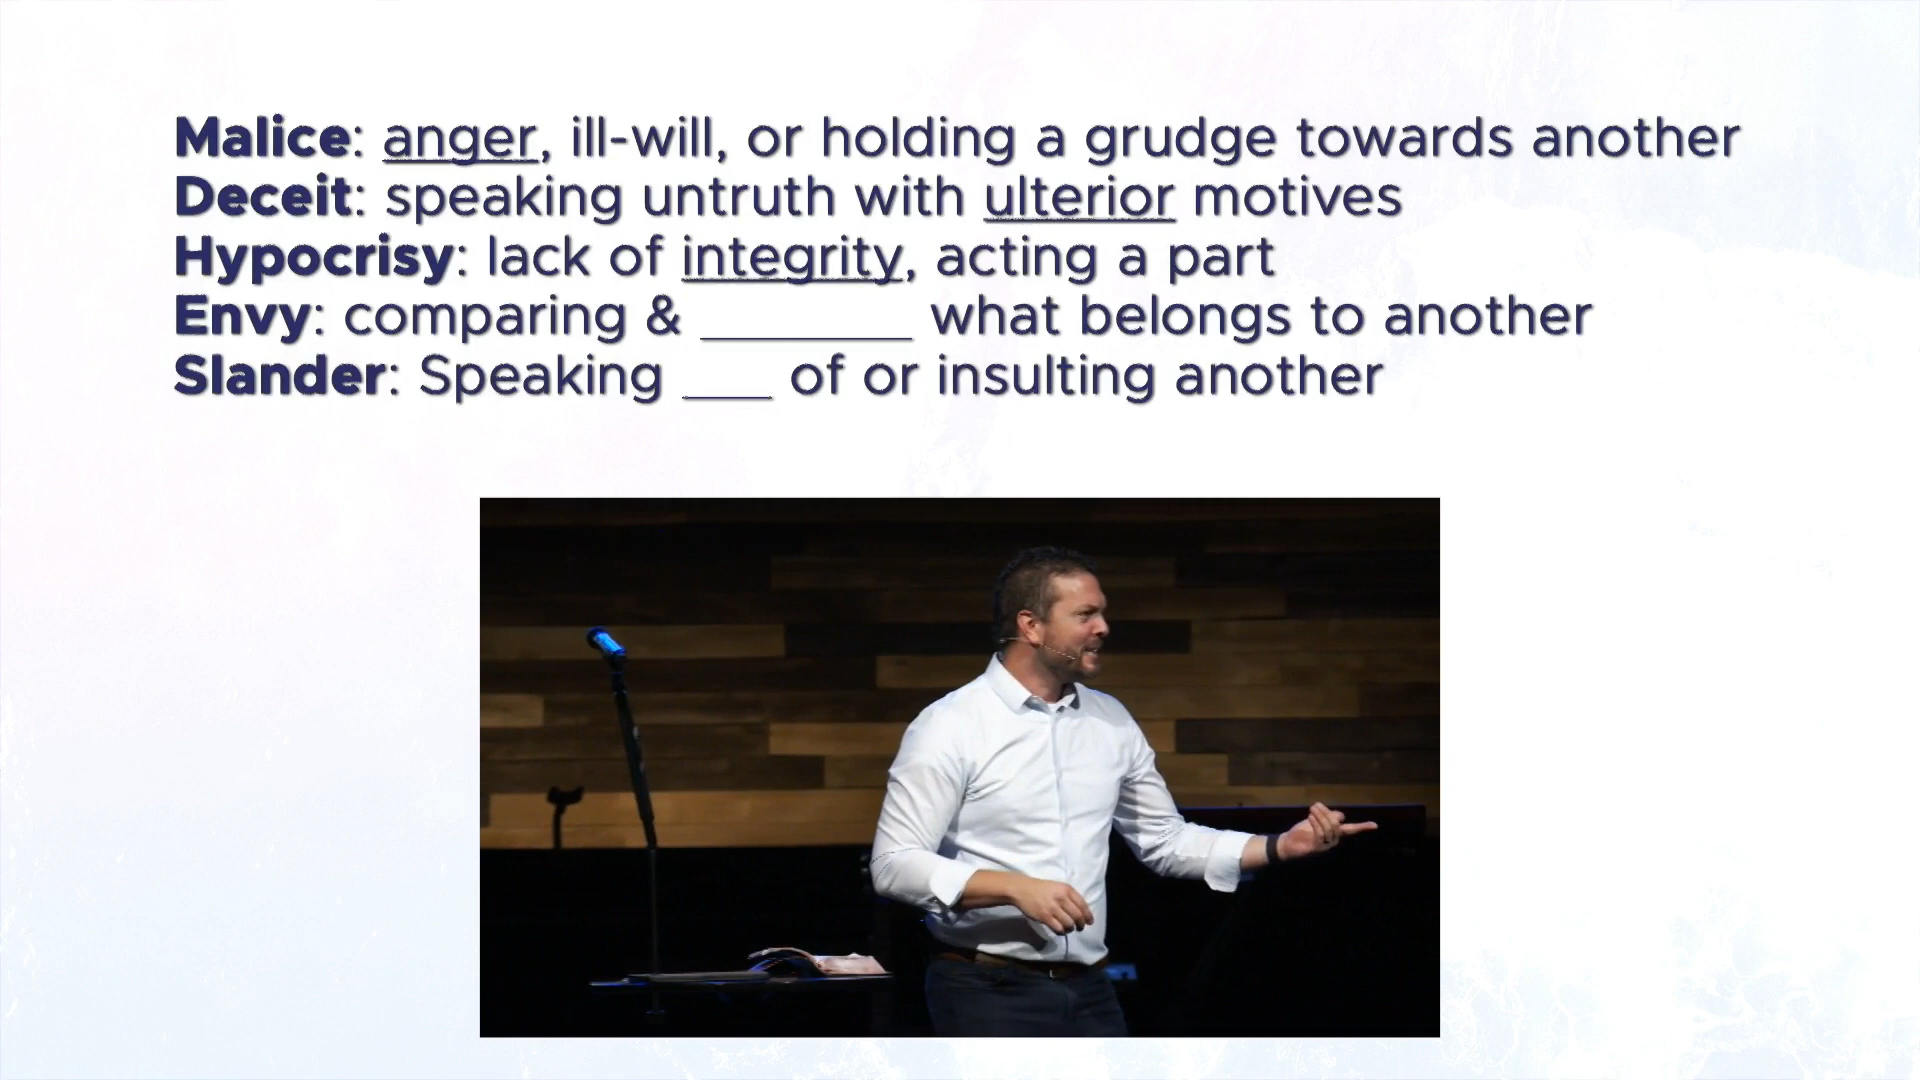 Malice: anger, ill-will, or holding a grudge towards another
Deceit: speaking untruth with ulterior motives
Hypocrisy: lack of integrity, acting a part
Envy: comparing & ________ what belongs to another
Slander: Speaking ___ of or insulting another